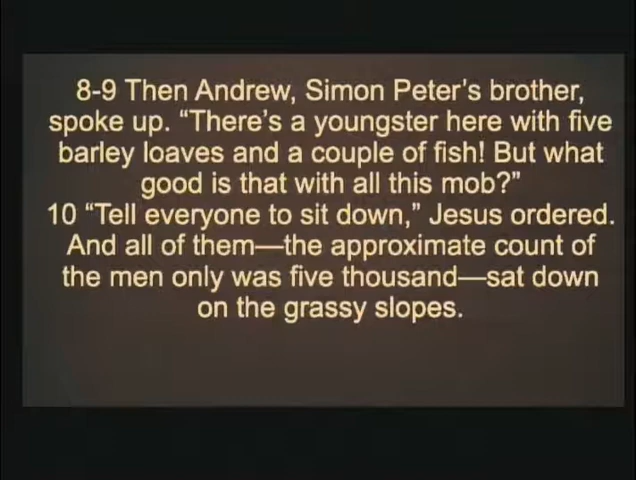 8-9 Then Andrew, Simon Peter's brother,
spoke up. “There's a youngster here with five
barley loaves and a couple of fish! But what
good is that with all this mob?”
10 “Tell everyone to sit down,” Jesus ordered.
And all of them—the approximate count of
the men only was five thousand—sat down
on the grassy slopes.